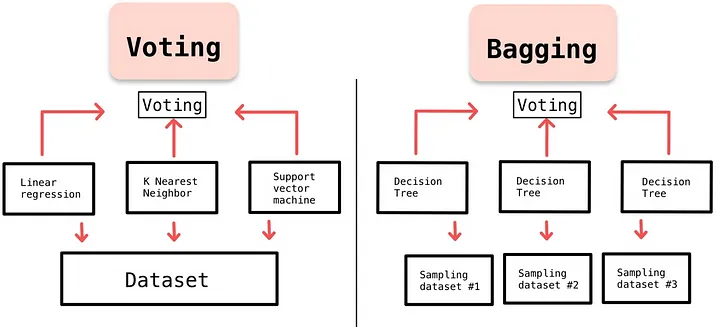 Voting
Voting
Linear
regression
K Nearest
Neighbor
Support
vector
machine
Dataset
Bagging
Voting
Decision
Tree
Decision
Tree
Decision
Tree
Sampling
dataset #1
Sampling
dataset #2
Sampling
dataset #3